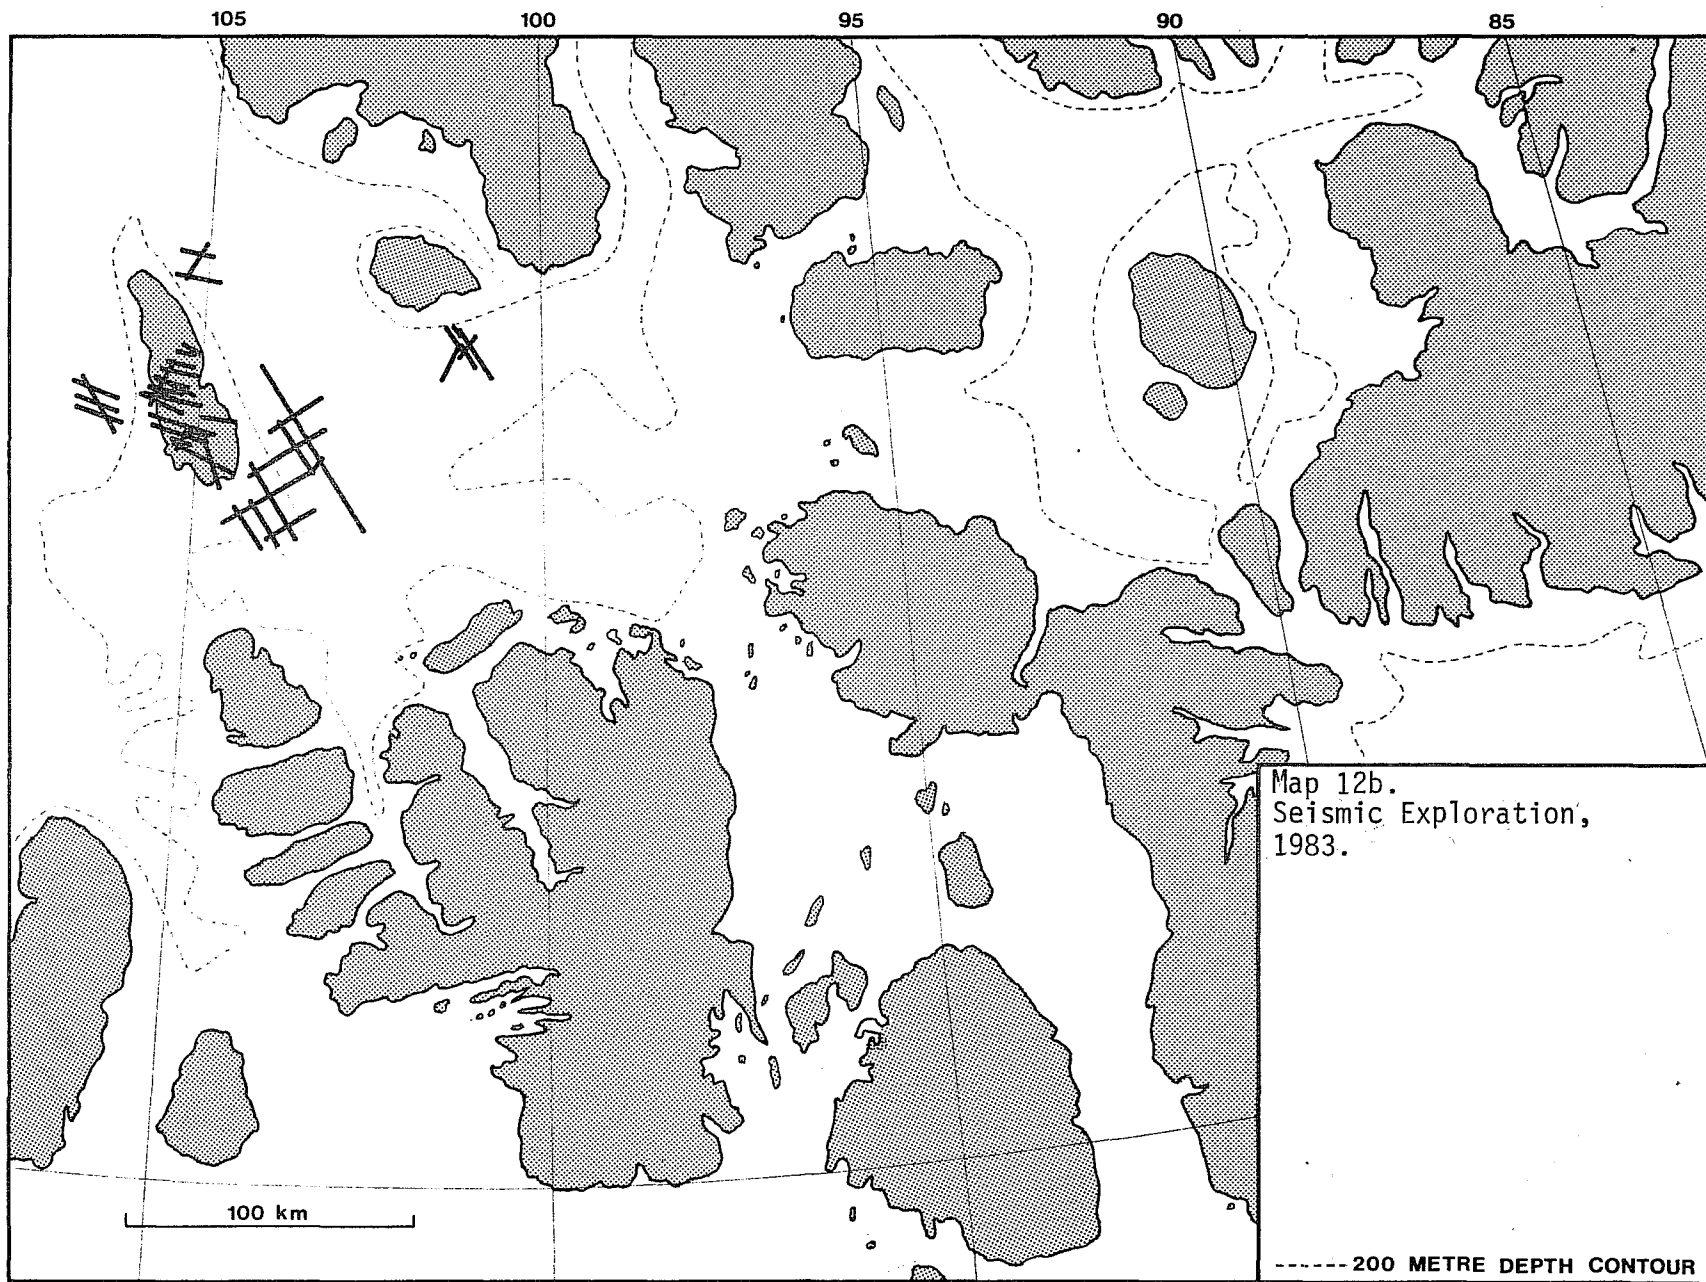 105 100 95 90 85
Map 12b.
Seismic Exploration,
1983.
100 km
------200 METRE DEPTH CONTOUR